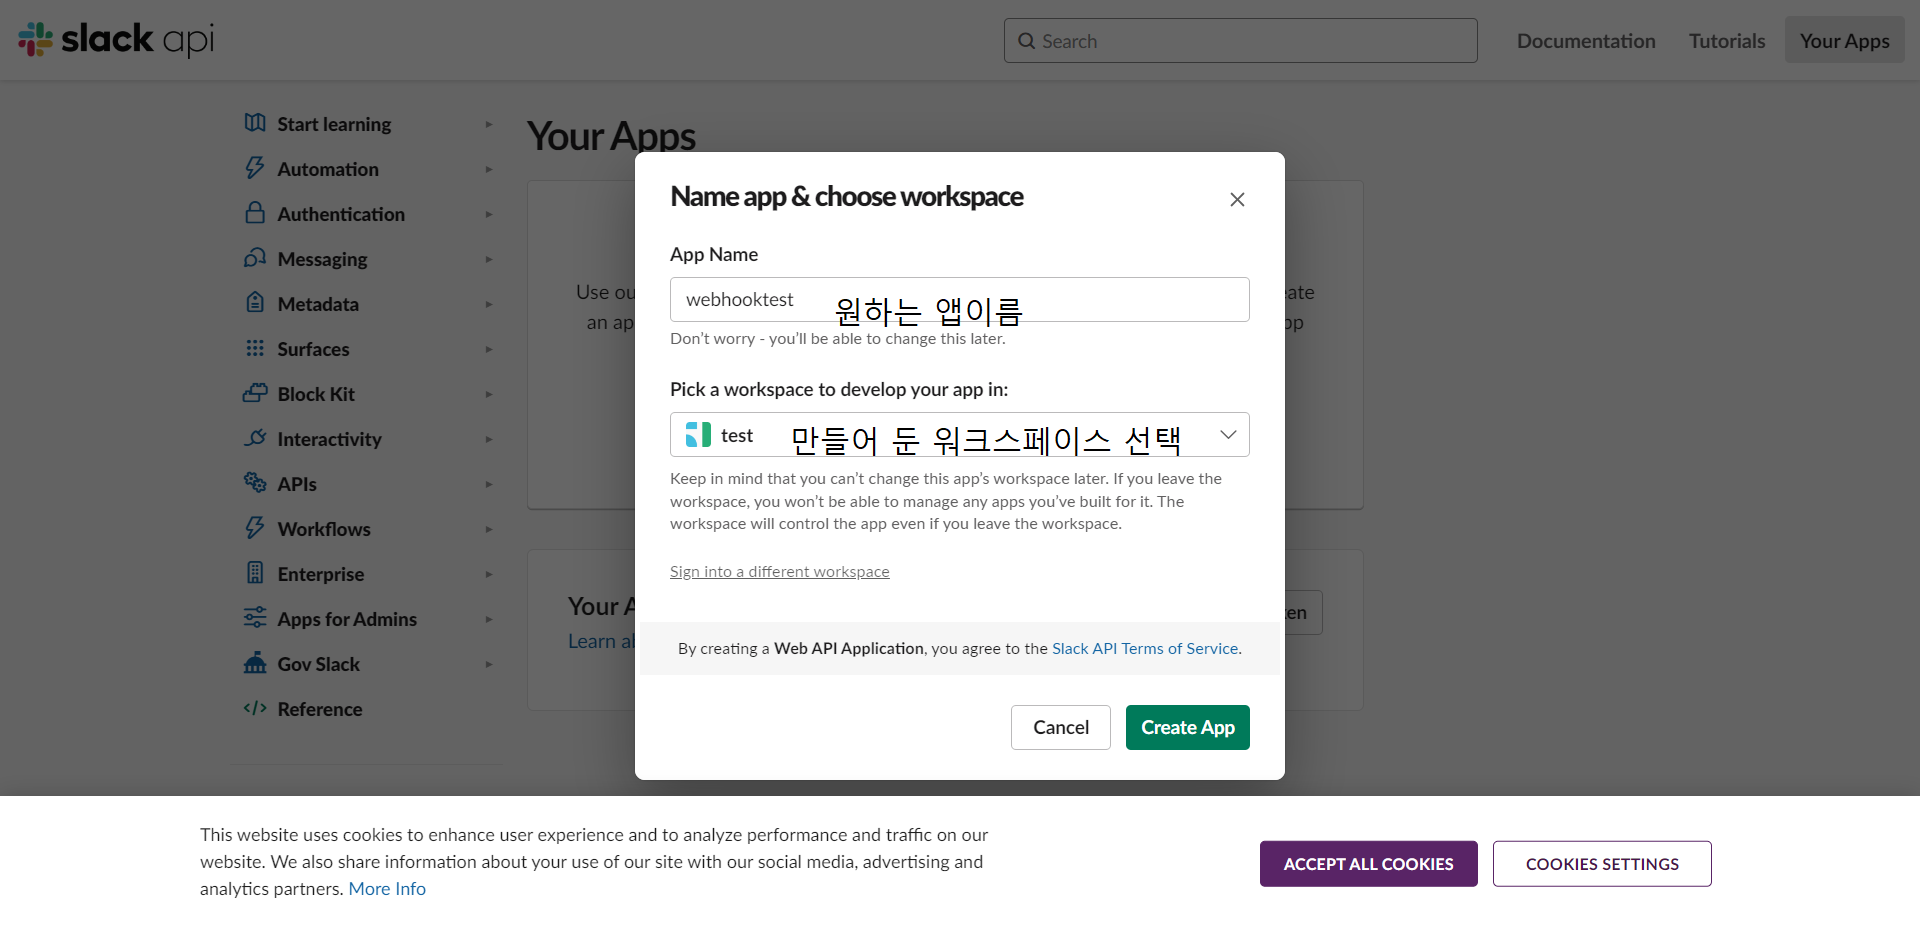 slack api
Search
Documentation
Tutorials
Your Apps
Start learning
Automation
Authentication
Messaging
Metadata
Surfaces
Block Kit
Interactivity
APIs
Workflows
Enterprise
Apps for Admins
Gov Slack
Reference
Your Apps
Use
an
Your
Learn
Name app & choose workspace
App Name
webhooktest 원하는 앱이름
Don't worry - you'll be able to change this later.
Pick a workspace to develop your app in:
test 만들어 둔 워크스페이스 선택
Keep in mind that you can't change this app's workspace later. If you leave the
workspace, you won't be able to manage any apps you've built for it. The
workspace will control the app even if you leave the workspace.
Sign into a different workspace
By creating a Web API Application, you agree to the Slack API Terms of Service.
Cancel
Create App
This website uses cookies to enhance user experience and to analyze performance and traffic on our
website. We also share information about your use of our site with our social media, advertising and
analytics partners. More Info
ACCEPT ALL COOKIES
COOKIES SETTINGS